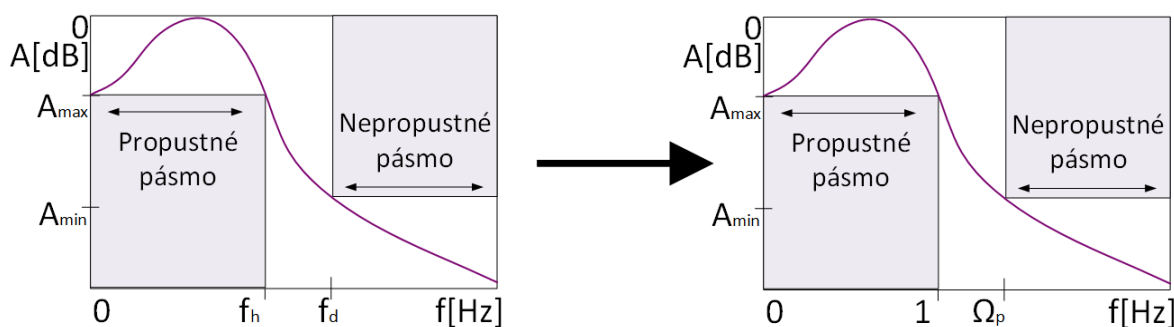 0
A[dB]
Amax
Propustné
pásmo
Nepropustné
pásmo
Amin
0
fh
fd
f[Hz]
0
A[dB]
Amax
Propustné
pásmo
Nepropustné
pásmo
Amin
0
1
Ωp
f[Hz]